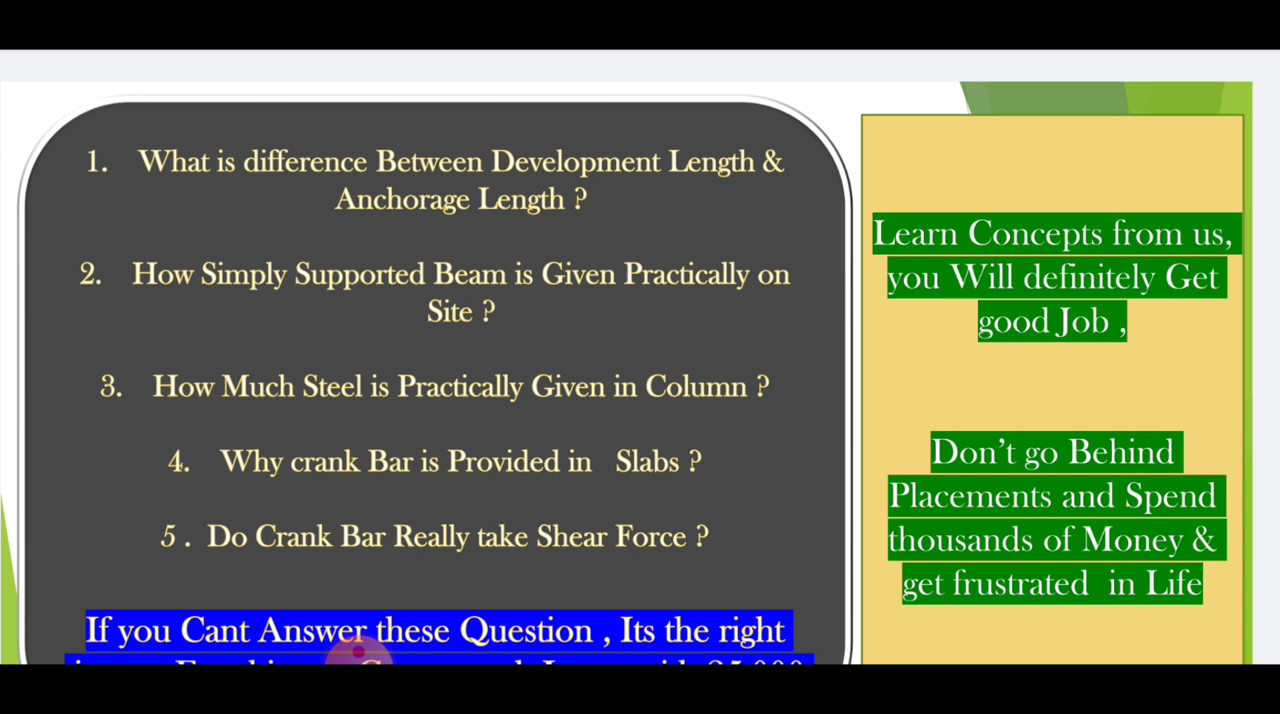 1. What is difference Between Development Length &
Anchorage Length ?
2. How Simply Supported Beam is Given Practically on
Site ?
3. How Much Steel is Practically Given in Column ?
4. Why crank Bar is Provided in Slabs ?
5 . Do Crank Bar Really take Shear Force ?
If you Cant Answer these Question , Its the right
Learn Concepts from us,
you Will definitely Get
good Job ,
Don't go Behind
Placements and Spend
thousands of Money &
get frustrated in Life